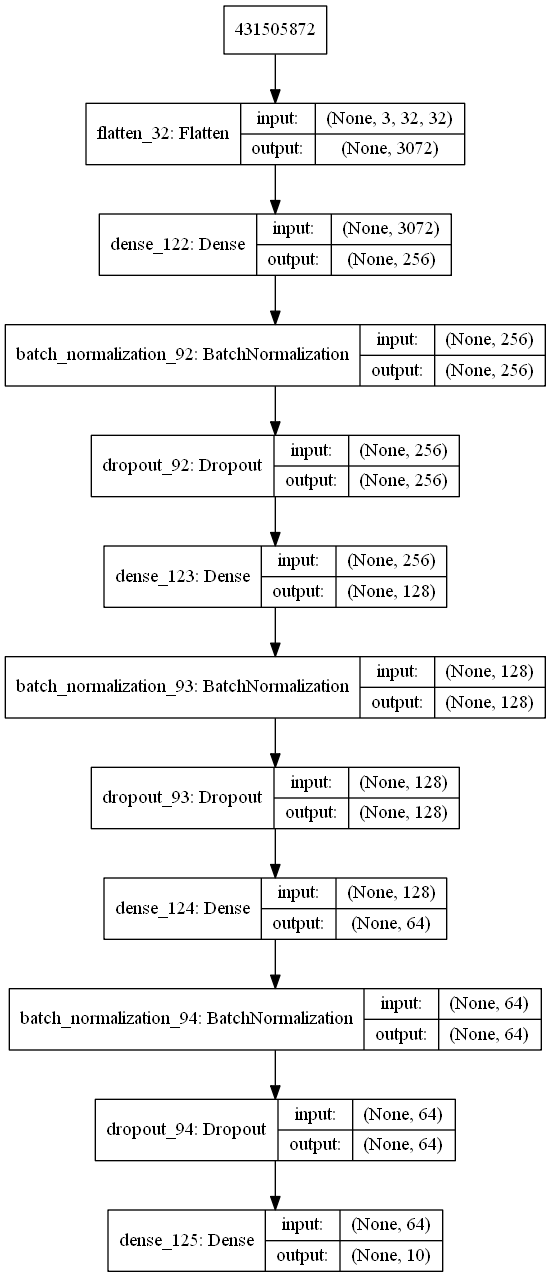 431505872
flatten_32: Flatten
input:
(None, 3, 32, 32)
output:
(None, 3072)
dense_122: Dense
input:
(None, 3072)
output:
(None, 256)
batch_normalization_92: BatchNormalization
input:
(None, 256)
output:
(None, 256)
dropout_92: Dropout
input:
(None, 256)
output:
(None, 256)
dense_123: Dense
input:
(None, 256)
output:
(None, 128)
batch_normalization_93: BatchNormalization
input:
(None, 128)
output:
(None, 128)
dropout_93: Dropout
input:
(None, 128)
output:
(None, 128)
dense_124: Dense
input:
(None, 128)
output:
(None, 64)
batch_normalization_94: BatchNormalization
input:
(None, 64)
output:
(None, 64)
dropout_94: Dropout
input:
(None, 64)
output:
(None, 64)
dense_125: Dense
input:
(None, 64)
output:
(None, 10)